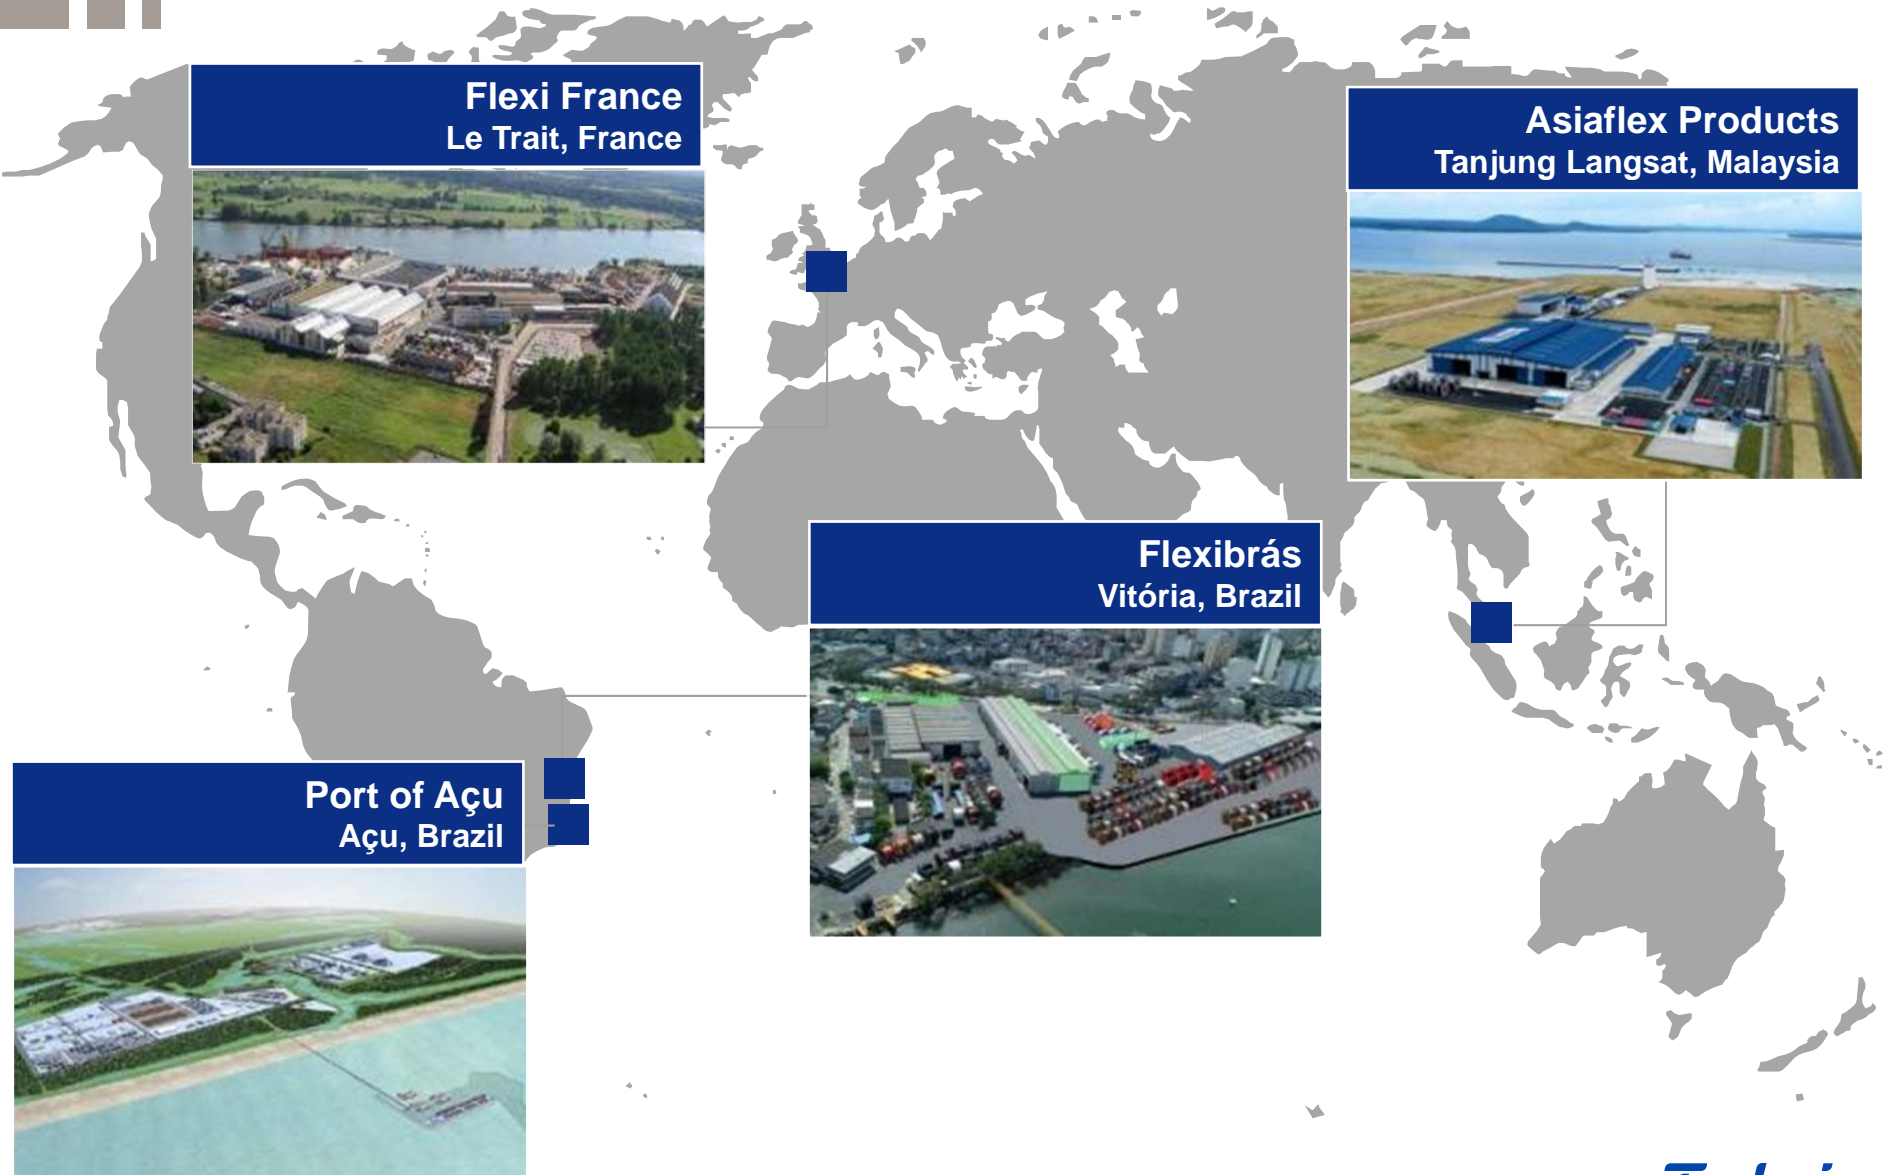 Flexi France
Le Trait, France
Asiaflex Products
Tanjung Langsat, Malaysia
Flexibrás
Vitória, Brazil
Port of Açu
Açu, Brazil